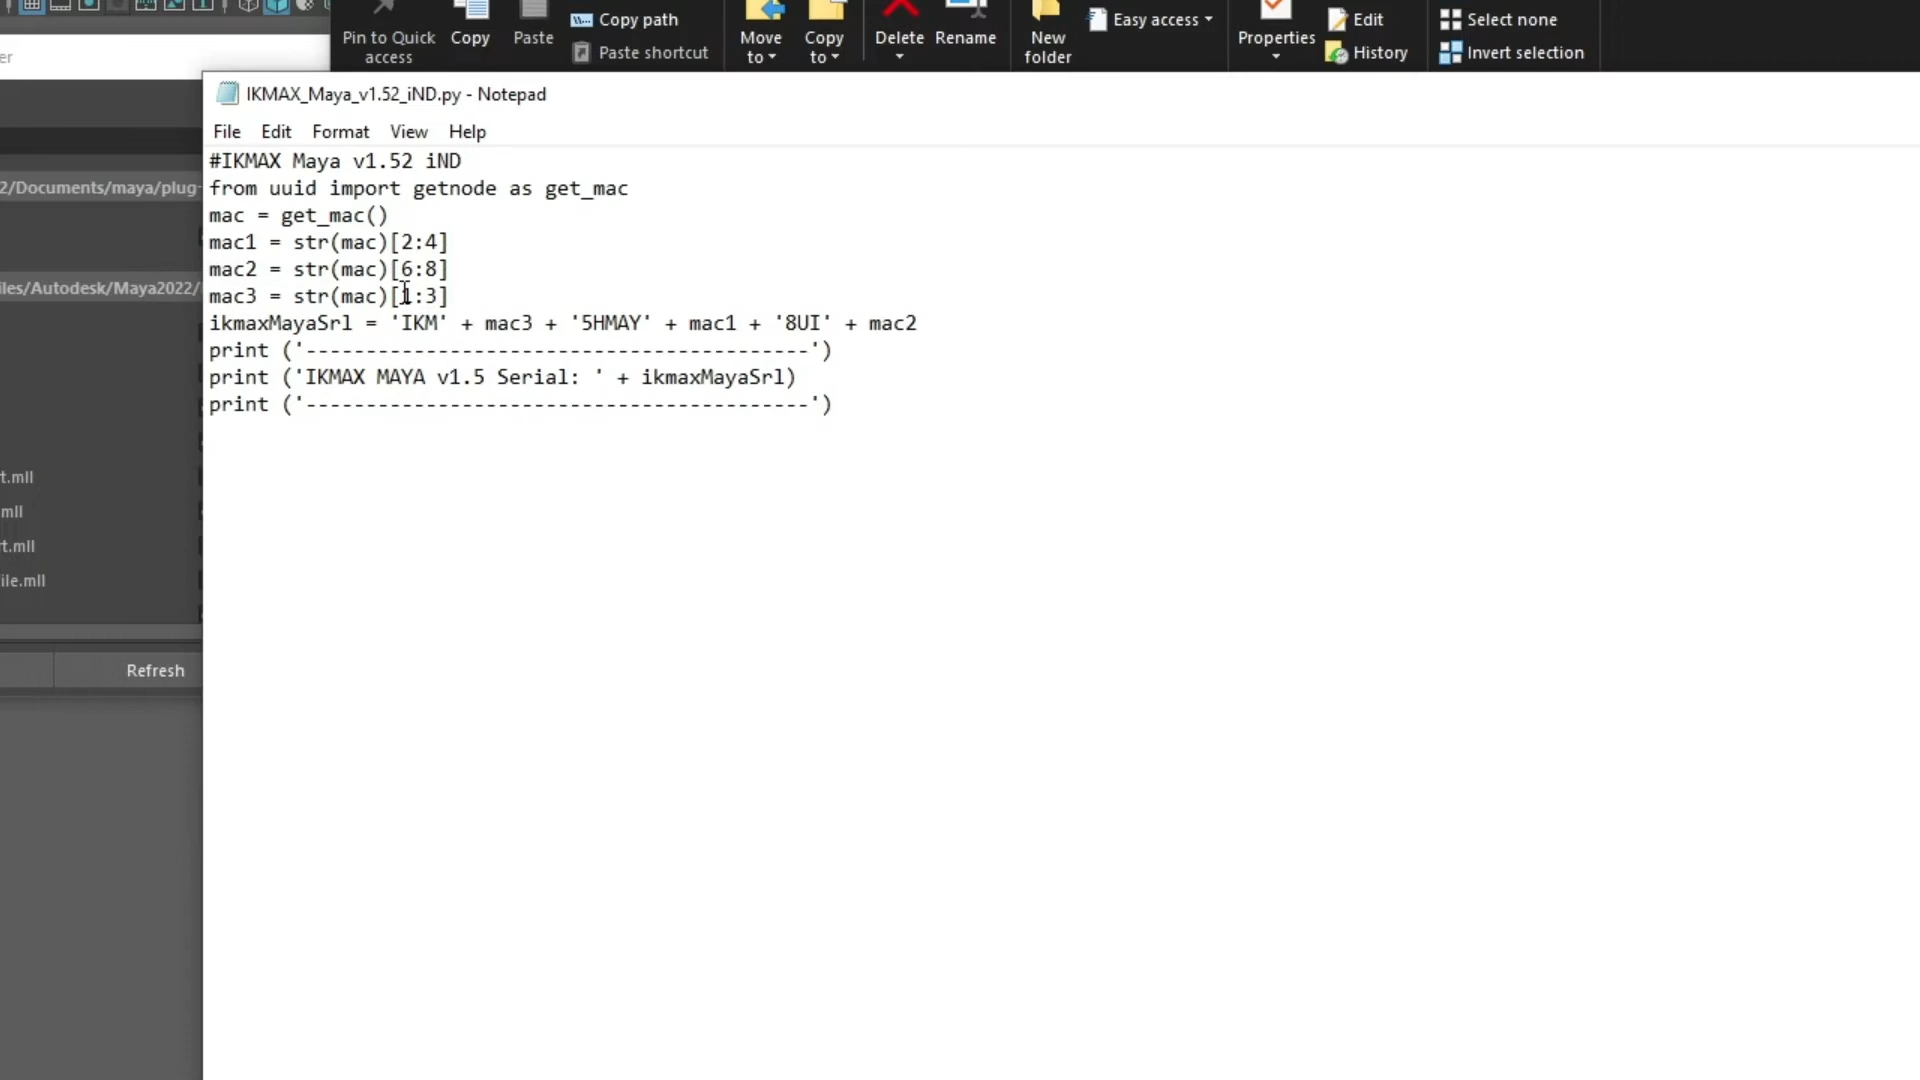 er
Pin to Quick access
Copy
Paste
Copy path
Paste shortcut
Move to
Copy to
Delete
Rename
New folder
Easy access
Properties
Edit
History
Select none
Invert selection
IKMAX_Maya_v1.52_iND.py - Notepad
File Edit Format View Help
#IKMAX Maya v1.52 iND
from uuid import getnode as get_mac
mac = get_mac()
mac1 = str(mac)[2:4]
mac2 = str(mac)[6:8]
mac3 = str(mac)[1:3]
ikmaxMayaSrl = 'IKM' + mac3 + '5HMAY' + mac1 + '8UI' + mac2
print ('------------------------------------------')
print ('IKMAX MAYA v1.5 Serial: ' + ikmaxMayaSrl)
print ('------------------------------------------')
2/Documents/maya/plug-
iles/Autodesk/Maya2022/
t.mll
mll
rt.mll
ile.mll
Refresh